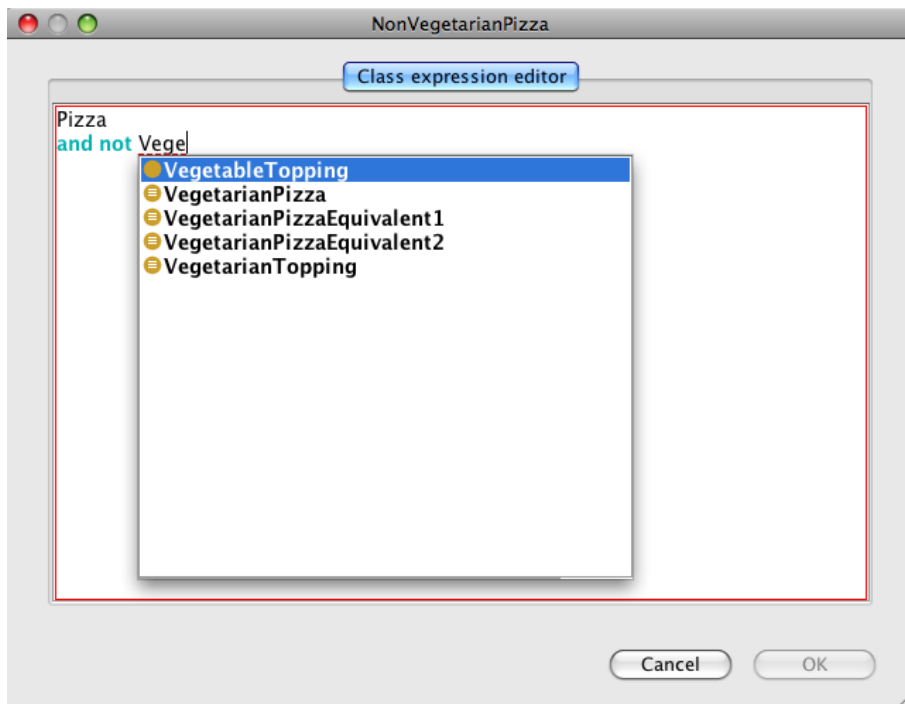 NonVegetarianPizza
Class expression editor
Pizza
and not Vege
VegetableTopping
VegetarianPizza
VegetarianPizzaEquivalent1
VegetarianPizzaEquivalent2
VegetarianTopping
Cancel
OK